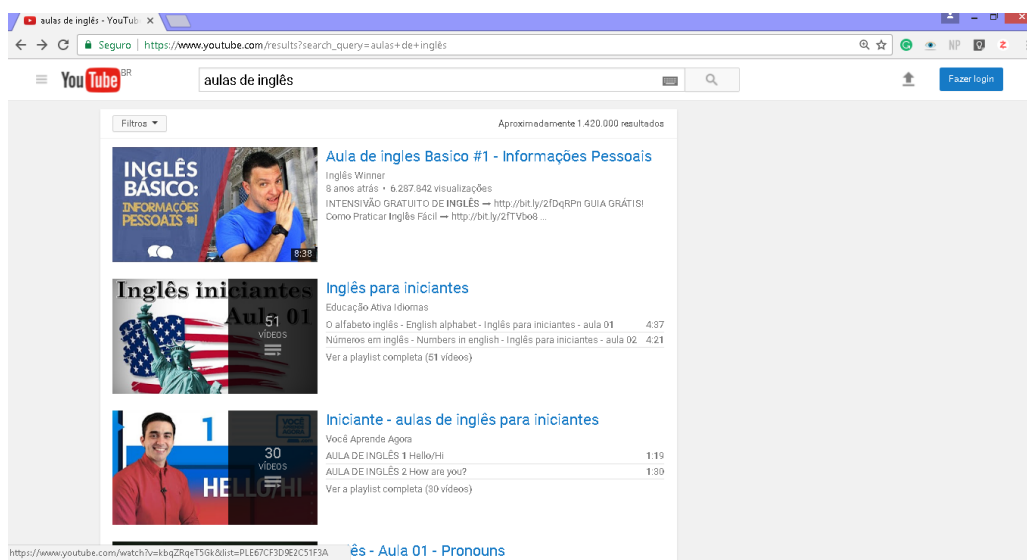 aulas de inglês - YouTub
Seguro
https://www.youtube.com/results?search_query=aulas+de+inglês
NP
YouTube BR
aulas de inglês
Fazer login
Filtros
Aproximadamente 1.420.000 resultados
INGLÊS
BÁSICO:
INFORMAÇÕES
PESSOAIS #1
8:38
Aula de ingles Basico #1 - Informações Pessoais
Inglês Winner
8 anos atrás • 6.287.842 visualizações
INTENSIVÃO GRATUITO DE INGLÊS → http://bit.ly/2fDqRPn GUIA GRÁTIS!
Como Praticar Inglês Fácil → http://bit.ly/2fTVbo8 ...
Inglês iniciantes
Aula 01
51
VÍDEOS
Inglês para iniciantes
Educação Ativa Idiomas
O alfabeto inglês - English alphabet - Inglês para iniciantes - aula 01 4:37
Números em inglês - Numbers in english - Inglês para iniciantes - aula 02 4:21
Ver a playlist completa (51 vídeos)
1
VOCÊ
APRENDE
AGORA
30
VÍDEOS
HELLO/HI
Iniciante - aulas de inglês para iniciantes
Você Aprende Agora
AULA DE INGLÊS 1 Hello/Hi 1:19
AULA DE INGLÊS 2 How are you? 1:30
Ver a playlist completa (30 vídeos)
ês - Aula 01 - Pronouns
https://www.youtube.com/watch?v=kbqZRqeT5Gk&list=PLE67CF3D9E2C51F3A